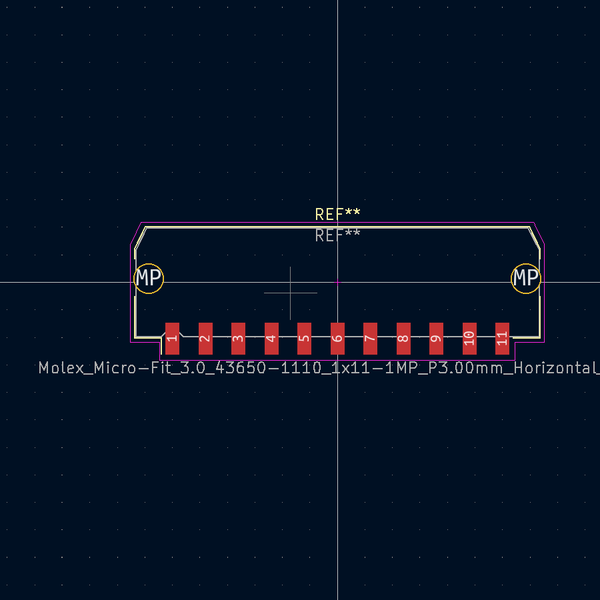 REF**
REF**
MP MP
1 2 3 4 5 6 7 8 9 10 11
Molex_Micro-Fit_3.0_43650-1110_1x11-1MP_P3.00mm_Horizontal_